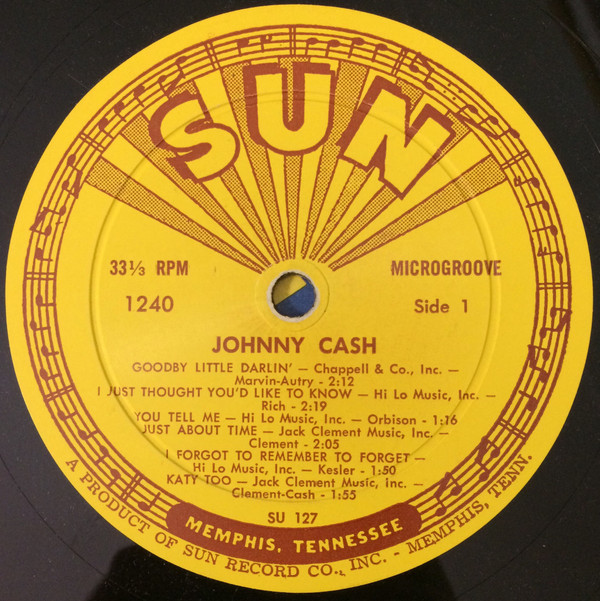 SUN
33⅓ RPM
MICROGROOVE
1240
Side 1
JOHNNY CASH
GOODBY LITTLE DARLIN' — Chappell & Co., Inc. —
Marvin-Autry - 2:12
I JUST THOUGHT YOU'D LIKE TO KNOW — Hi Lo Music, Inc. —
Rich - 2:19
YOU TELL ME — Hi Lo Music, Inc. — Orbison - 1:16
JUST ABOUT TIME — Jack Clement Music, Inc. —
Clement - 2:05
I FORGOT TO REMEMBER TO FORGET —
Hi Lo Music, Inc. — Kesler - 1:50
KATY TOO — Jack Clement Music, Inc. —
Clement-Cash - 1:55
SU 127
MEMPHIS, TENNESSEE
A PRODUCT OF SUN RECORD CO., INC. - MEMPHIS, TENN.